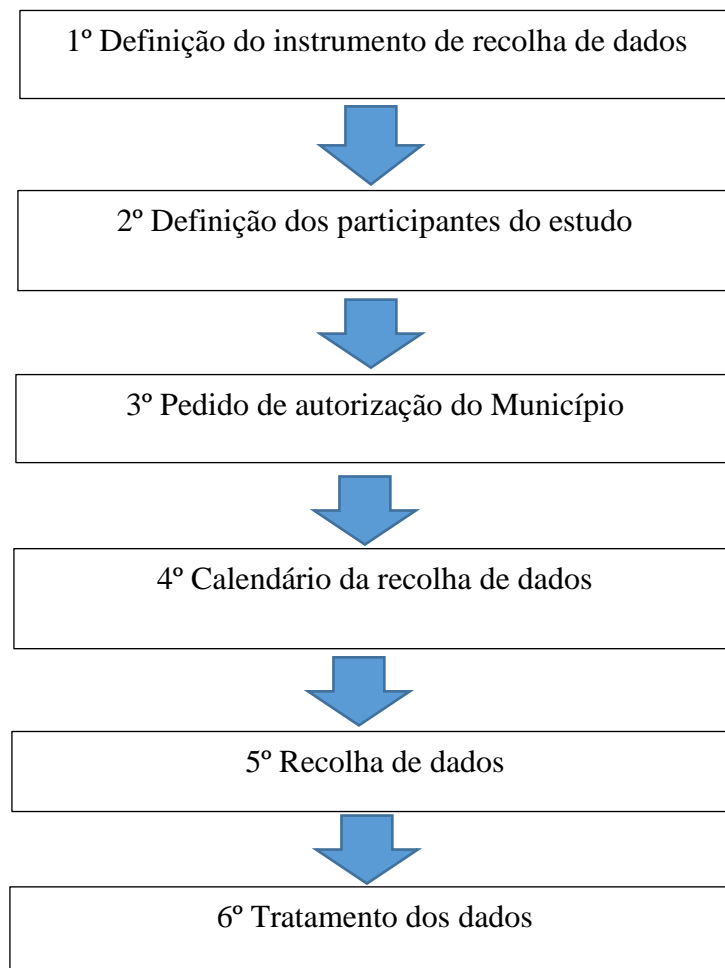 1º Definição do instrumento de recolha de dados
2º Definição dos participantes do estudo
3º Pedido de autorização do Município
4º Calendário da recolha de dados
5º Recolha de dados
6º Tratamento dos dados